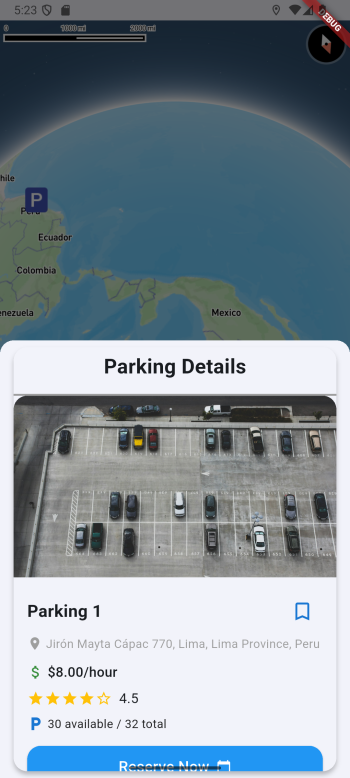 5:23
DEBUG
0 1000 mi 2000 mi
hile
P
Peru
Ecuador
Colombia
enezuela
Mexico
Parking Details
Parking 1
Jirón Mayta Cápac 770, Lima, Lima Province, Peru
$ $8.00/hour
4.5
P 30 available / 32 total
Reserve Now